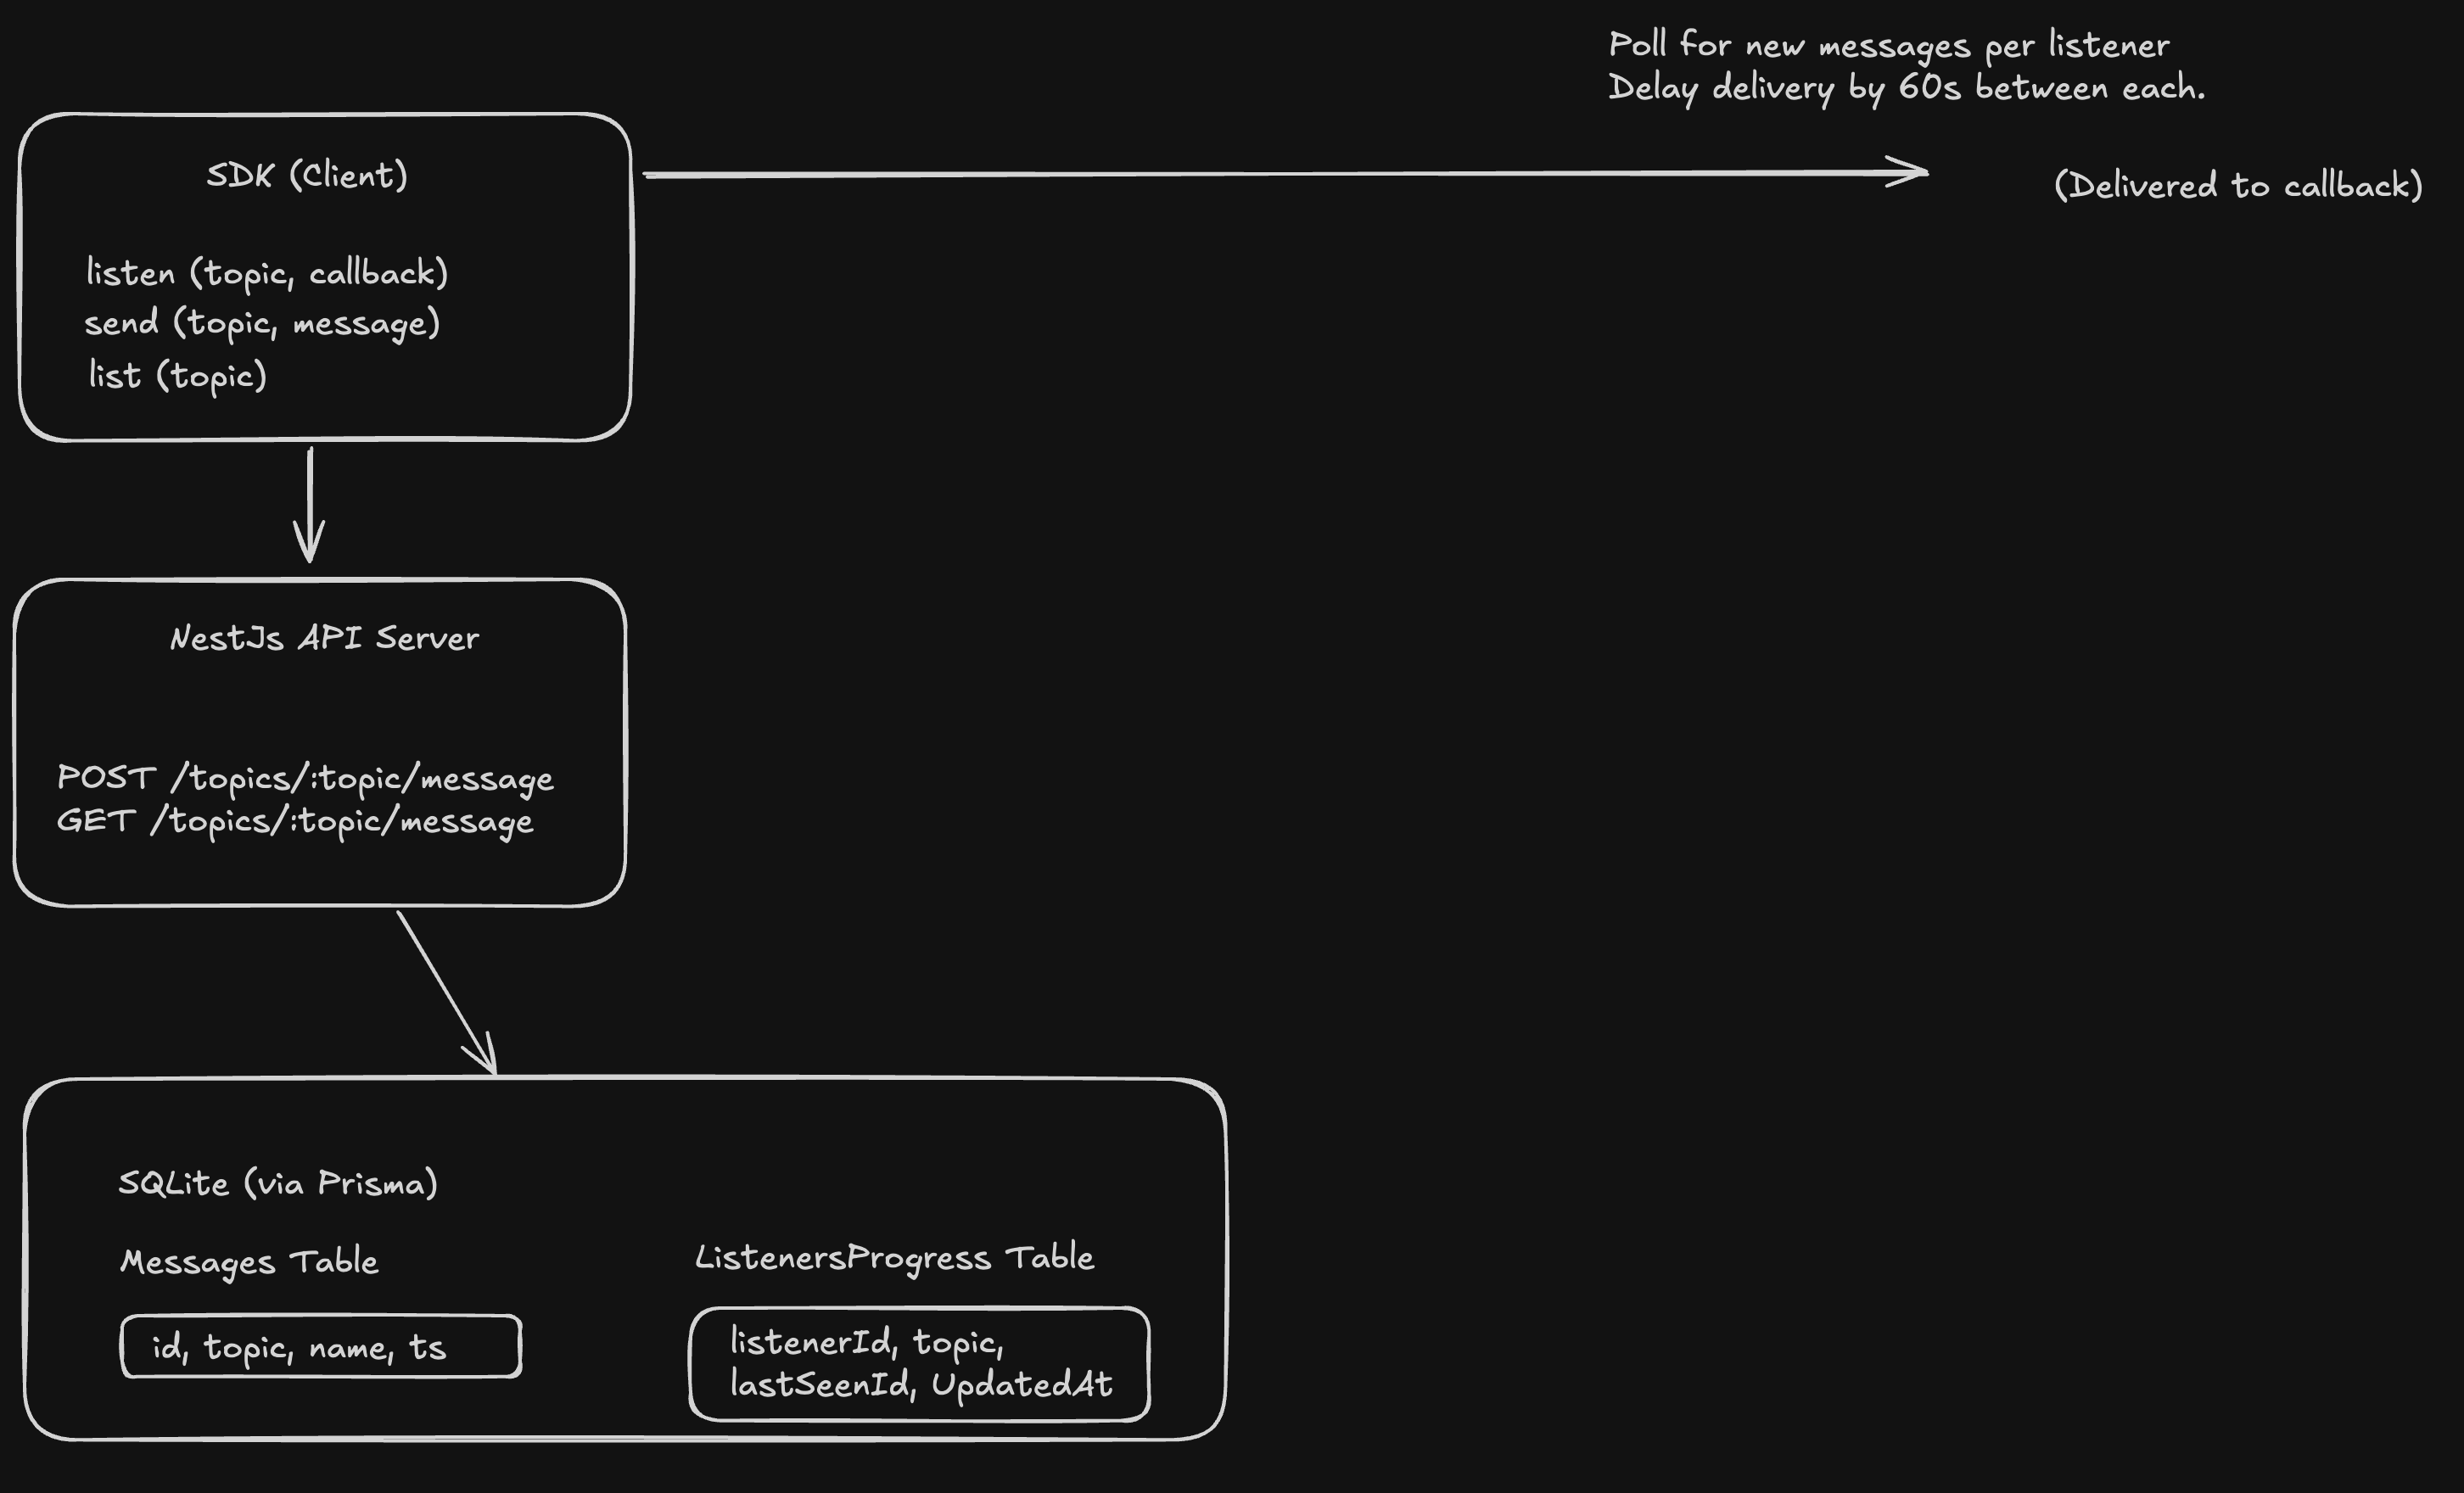 Poll for new messages per listener
Delay delivery by 60s between each.
SDK (Client)
(Delivered to callback)
listen (topic, callback)
send (topic, message)
list (topic)
NestJs API Server
POST /topics/:topic/message
GET /topics/:topic/message
SQLite (via Prisma)
Messages Table
id, topic, name, ts
ListenersProgress Table
listenerId, topic,
lastSeenId, UpdatedAt